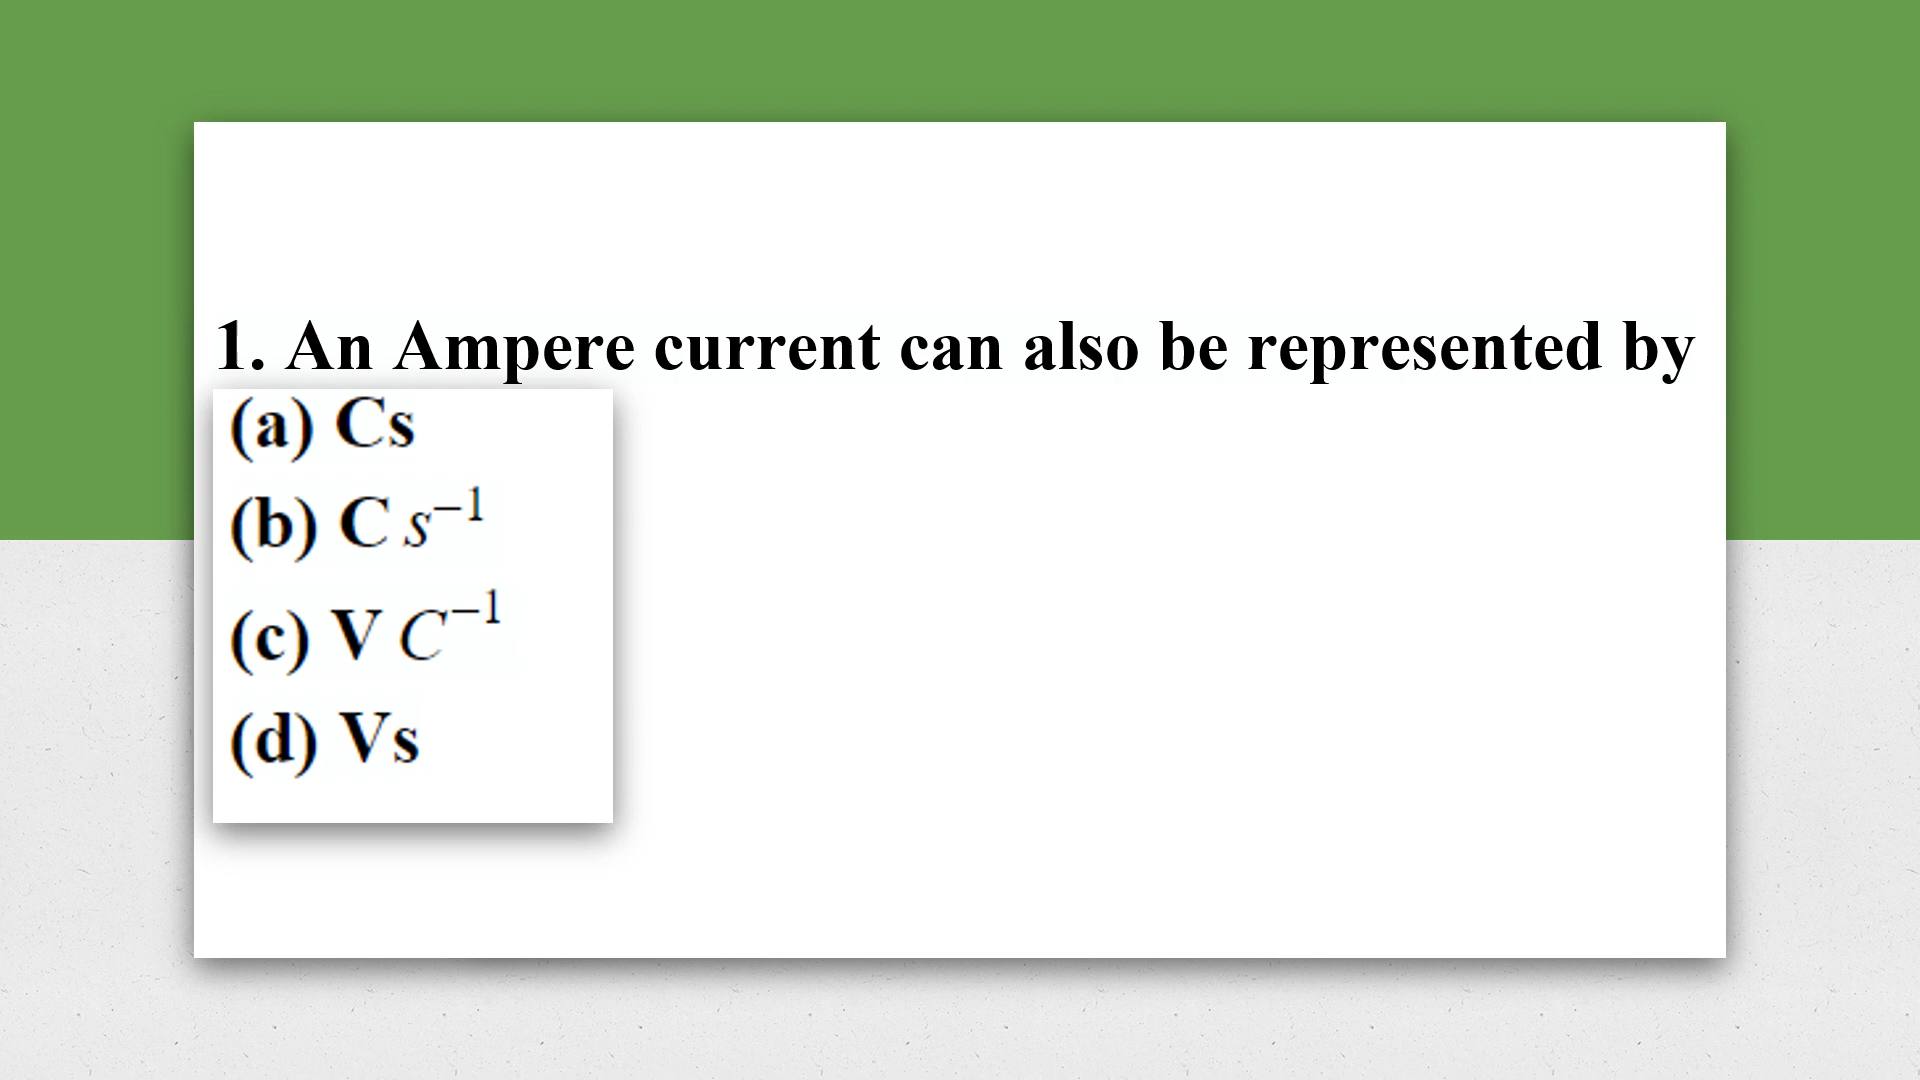 1. An Ampere current can also be represented by
(a) Cs
(b) C s⁻¹
(c) V C⁻¹
(d) Vs